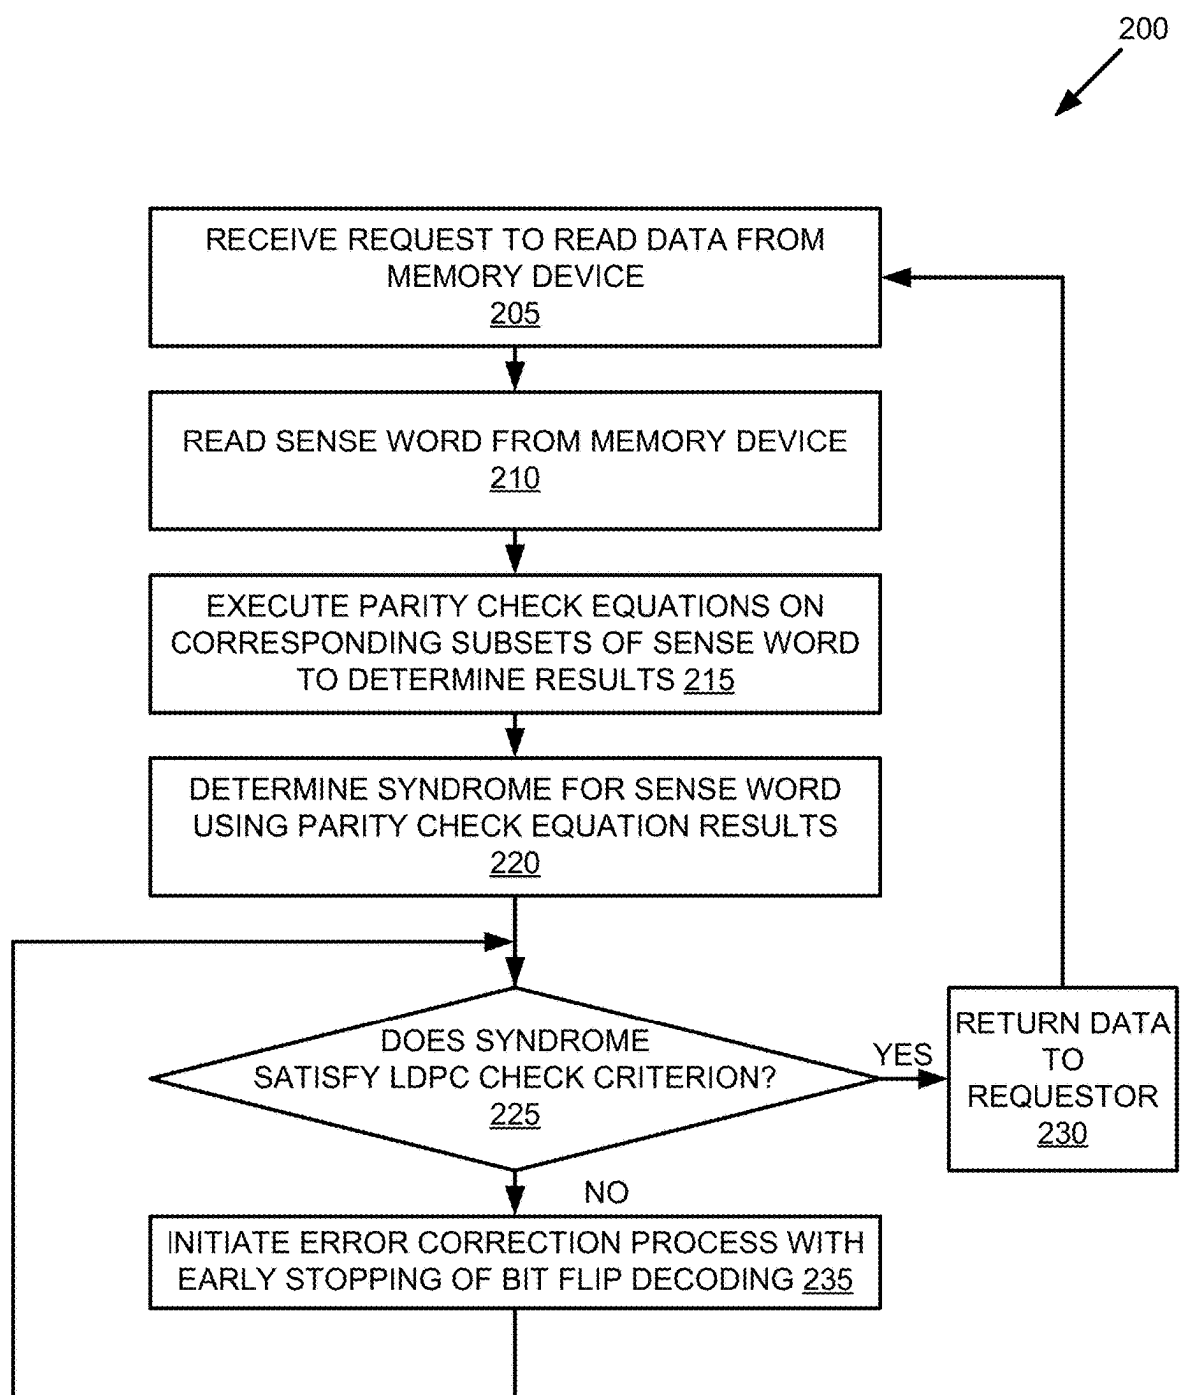 200
RECEIVE REQUEST TO READ DATA FROM
MEMORY DEVICE
205
READ SENSE WORD FROM MEMORY DEVICE
210
EXECUTE PARITY CHECK EQUATIONS ON
CORRESPONDING SUBSETS OF SENSE WORD
TO DETERMINE RESULTS 215
DETERMINE SYNDROME FOR SENSE WORD
USING PARITY CHECK EQUATION RESULTS
220
DOES SYNDROME
SATISFY LDPC CHECK CRITERION?
225
YES
RETURN DATA
TO
REQUESTOR
230
NO
INITIATE ERROR CORRECTION PROCESS WITH
EARLY STOPPING OF BIT FLIP DECODING 235